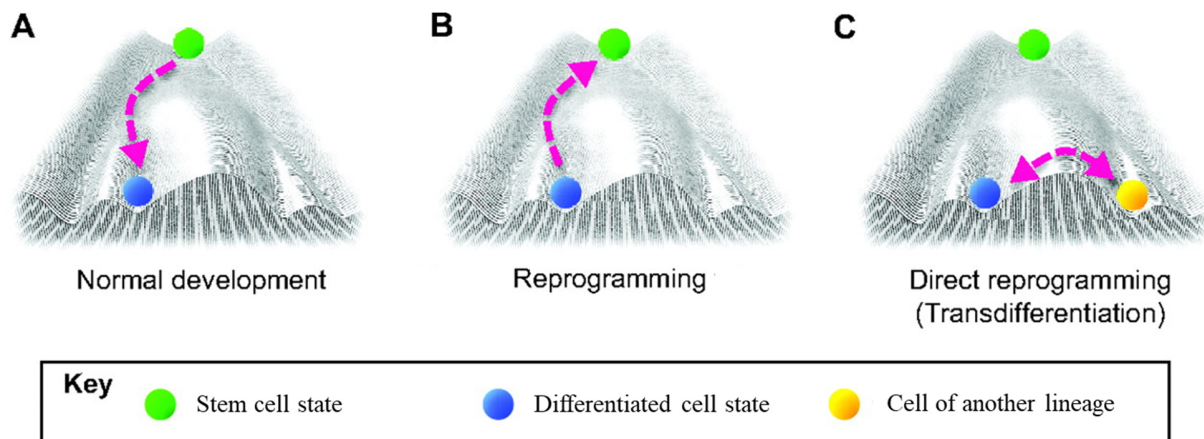 A
B
C
Normal development
Reprogramming
Direct reprogramming
(Transdifferentiation)
Key
Stem cell state
Differentiated cell state
Cell of another lineage